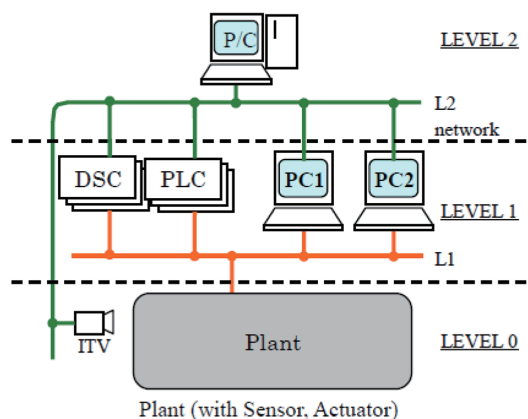 P/C
LEVEL 2
L2
network
DSC
PLC
PC1
PC2
LEVEL 1
L1
ITV
Plant
LEVEL 0
Plant (with Sensor, Actuator)